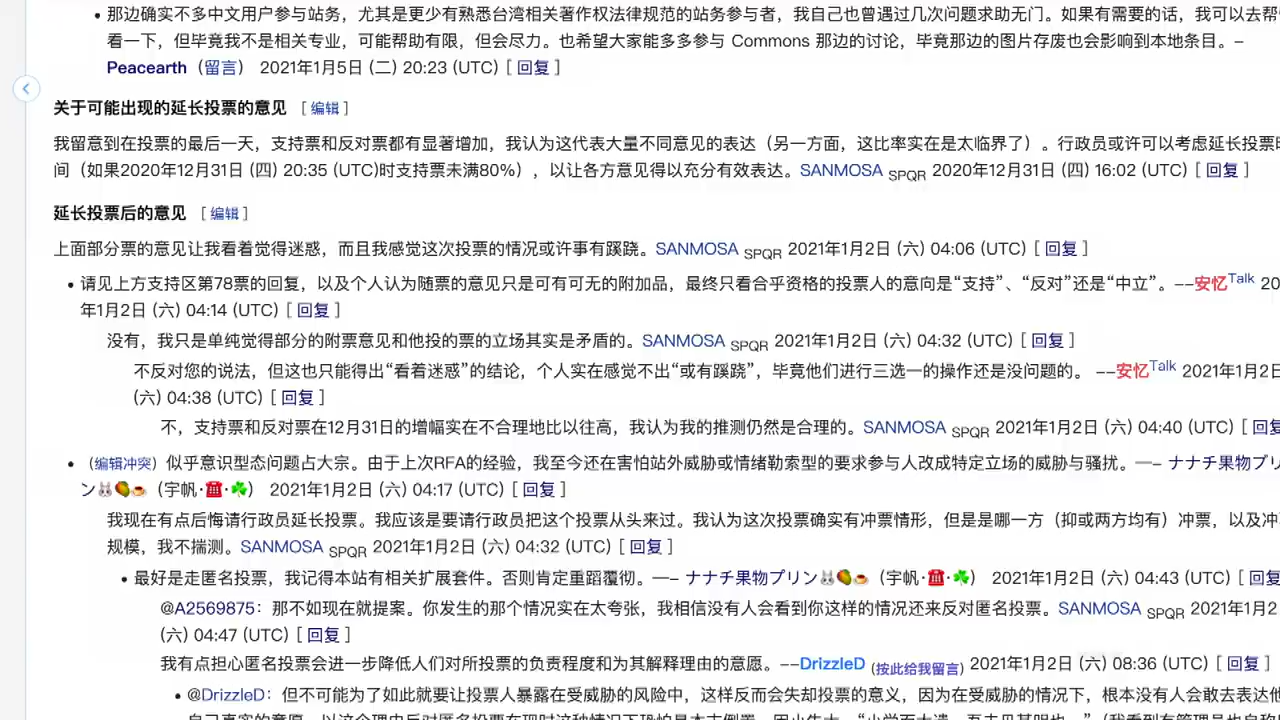 • 那边确实不多中文用户参与站务，尤其是更少有熟悉台湾相关著作权法律规范的站务参与者，我自己也曾遇过几次问题求助无门。如果有需要的话，我可以去帮
看一下，但毕竟我不是相关专业，可能帮助有限，但会尽力。也希望大家能多多参与 Commons 那边的讨论，毕竟那边的图片存废也会影响到本地条目。–
Peacearth（留言） 2021年1月5日 (二) 20:23 (UTC) [ 回复 ]
关于可能出现的延长投票的意见 [ 编辑 ]
我留意到在投票的最后一天，支持票和反对票都有显著增加，我认为这代表大量不同意见的表达（另一方面，这比率实在是太临界了）。行政员或许可以考虑延长投票时
间（如果2020年12月31日 (四) 20:35 (UTC)时支持票未满80%），以让各方意见得以充分有效表达。SANMOSA SPQR 2020年12月31日 (四) 16:02 (UTC) [ 回复 ]
延长投票后的意见 [ 编辑 ]
上面部分票的意见让我看着觉得迷惑，而且我感觉这次投票的情况或许事有蹊跷。SANMOSA SPQR 2021年1月2日 (六) 04:06 (UTC) [ 回复 ]
• 请见上方支持区第78票的回复，以及个人认为随票的意见只是可有可无的附加品，最终只看合乎资格的投票人的意向是“支持”、“反对”还是“中立”。--安忆Talk 20
年1月2日 (六) 04:14 (UTC) [ 回复 ]
没有，我只是单纯觉得部分的附票意见和他投的票的立场其实是矛盾的。SANMOSA SPQR 2021年1月2日 (六) 04:32 (UTC) [ 回复 ]
不反对您的说法，但这也只能得出“看着迷惑”的结论，个人实在感觉不出“或有蹊跷”，毕竟他们进行三选一的操作还是没问题的。 --安忆Talk 2021年1月2日
(六) 04:38 (UTC) [ 回复 ]
不，支持票和反对票在12月31日的增幅实在不合理地比以往高，我认为我的推测仍然是合理的。SANMOSA SPQR 2021年1月2日 (六) 04:40 (UTC) [ 回复
• （编辑冲突）似乎意识型态问题占大宗。由于上次RFA的经验，我至今还在害怕站外威胁或情绪勒索型的要求参与人改成特定立场的威胁与骚扰。—- ナナチ果物プリ
ン🐰🥭☕（宇帆·☎️·☘️） 2021年1月2日 (六) 04:17 (UTC) [ 回复 ]
我现在有点后悔请行政员延长投票。我应该是要请行政员把这个投票从头来过。我认为这次投票确实有冲票情形，但是是哪一方（抑或两方均有）冲票，以及冲
规模，我不揣测。SANMOSA SPQR 2021年1月2日 (六) 04:32 (UTC) [ 回复 ]
• 最好是走匿名投票，我记得本站有相关扩展套件。否则肯定重蹈覆彻。—- ナナチ果物プリン🐰🥭☕（宇帆·☎️·☘️） 2021年1月2日 (六) 04:43 (UTC) [ 回复
@A2569875：那不如现在就提案。你发生的那个情况实在太夸张，我相信没有人会看到你这样的情况还来反对匿名投票。SANMOSA SPQR 2021年1月2
(六) 04:47 (UTC) [ 回复 ]
我有点担心匿名投票会进一步降低人们对所投票的负责程度和为其解释理由的意愿。--DrizzleD (按此给我留言) 2021年1月2日 (六) 08:36 (UTC) [ 回复 ]
• @DrizzleD：但不可能为了如此就要让投票人暴露在受威胁的风险中，这样反而会失却投票的意义，因为在受威胁的情况下，根本没有人会敢去表达他